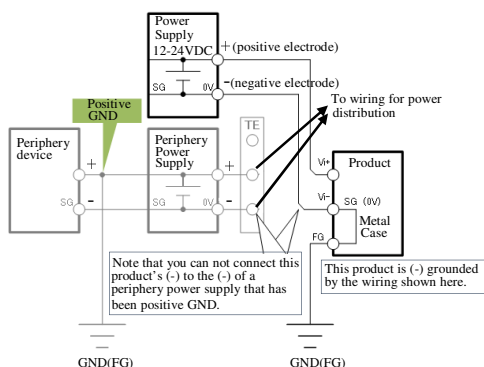 Power
Supply
12-24VDC
+ (positive electrode)
SG
0V
-(negative electrode)
Positive
GND
To wiring for power
distribution
TE
Periphery
device
+
SG
-
Periphery
Power
Supply
+
SG
0V
-
Vi+
Product
Vi-
SG (0V)
Metal
Case
FG
Note that you can not connect this
product's (-) to the (-) of a
periphery power supply that has
been positive GND.
This product is (-) grounded
by the wiring shown here.
GND(FG)
GND(FG)